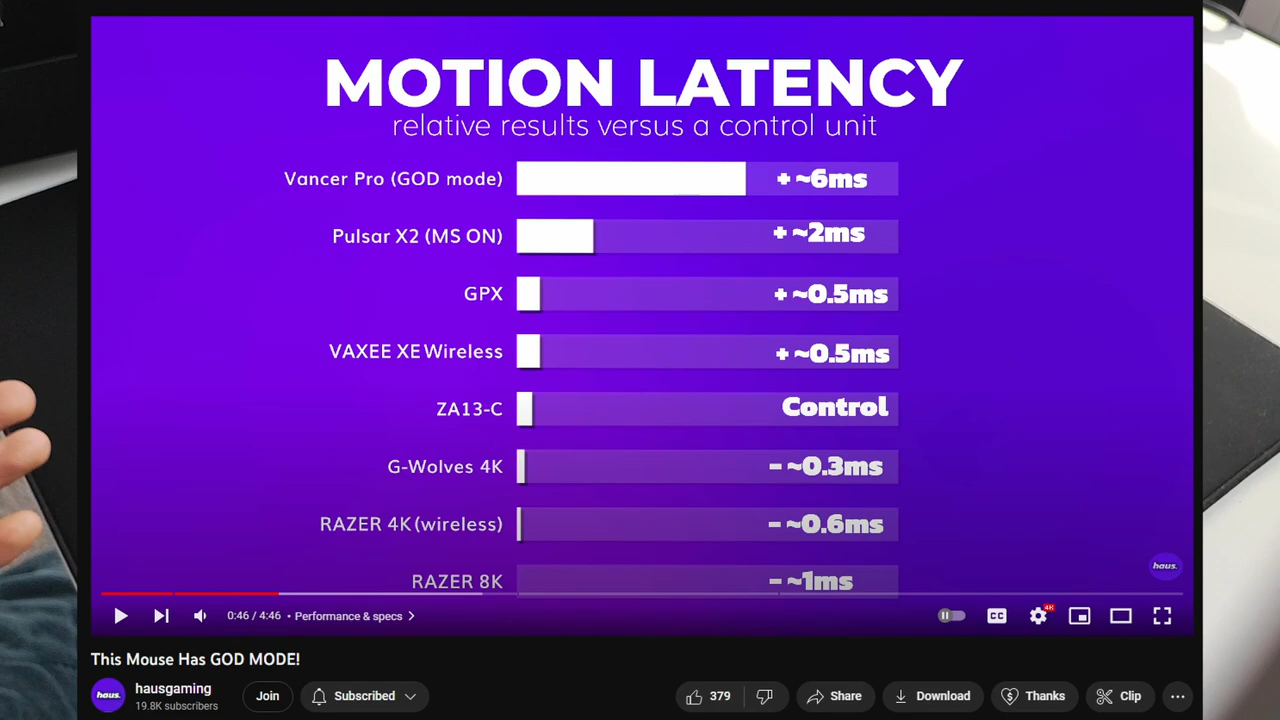 MOTION LATENCY
relative results versus a control unit
Vancer Pro (GOD mode) + ~6ms
Pulsar X2 (MS ON) + ~2ms
GPX + ~0.5ms
VAXEE XE Wireless + ~0.5ms
ZA13-C Control
G-Wolves 4K - ~0.3ms
RAZER 4K (wireless) - ~0.6ms
RAZER 8K - ~1ms
haus.
0:46 / 4:46 • Performance & specs >
CC
4K
This Mouse Has GOD MODE!
haus.
hausgaming
19.8K subscribers
Join
Subscribed
379
Share
Download
Thanks
Clip